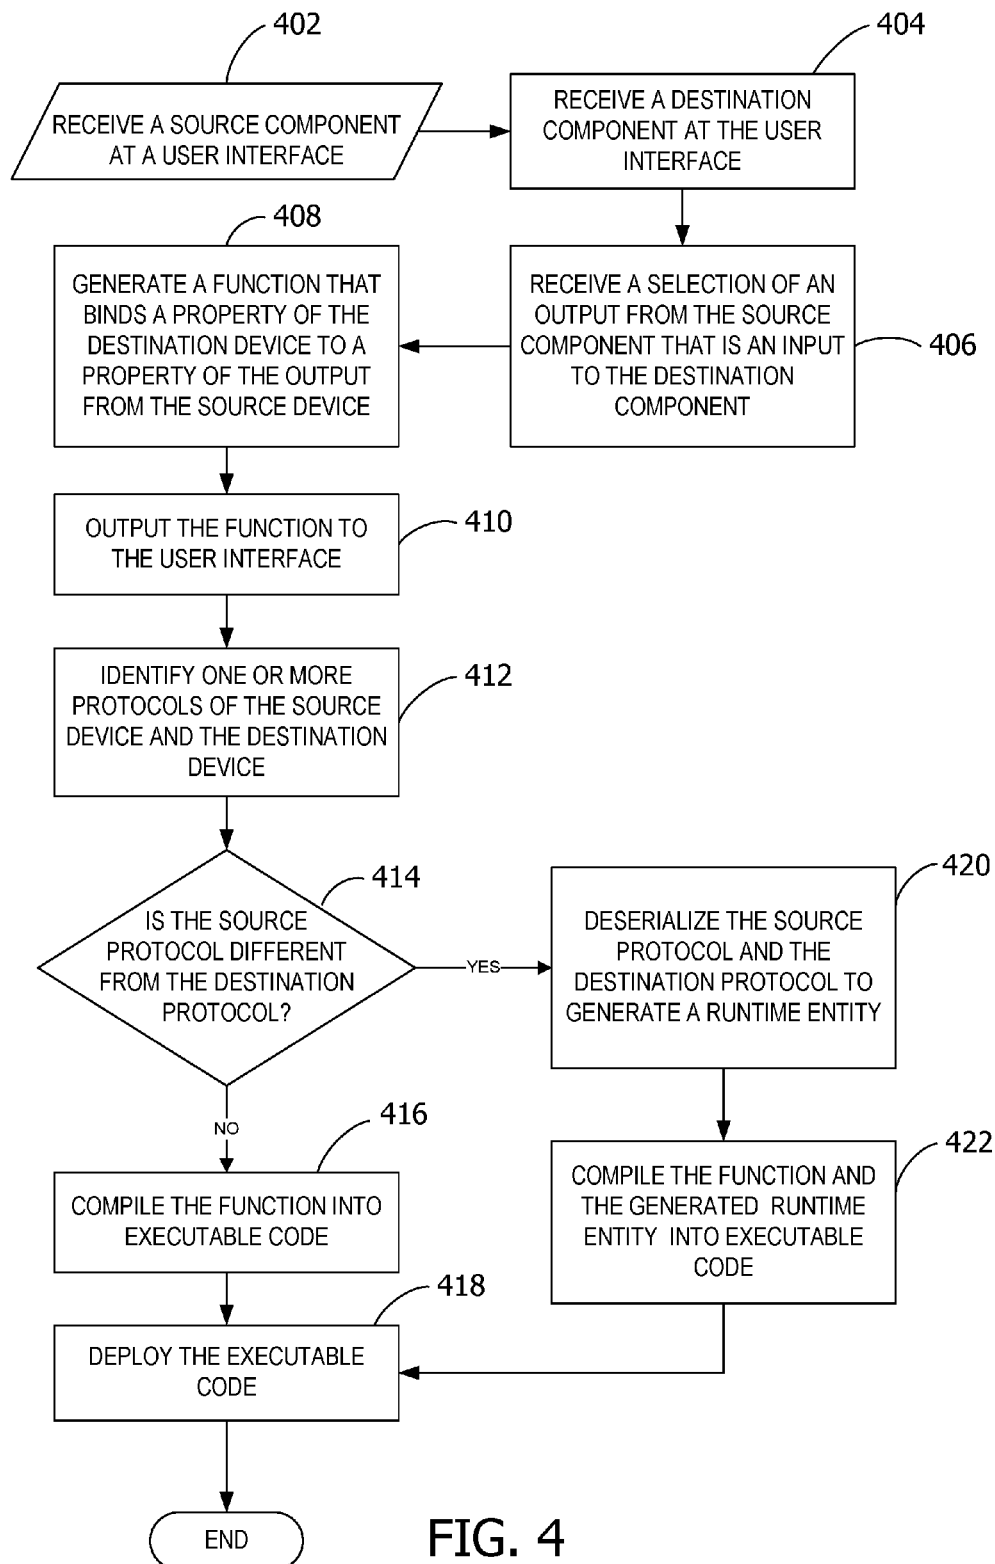 402
RECEIVE A SOURCE COMPONENT
AT A USER INTERFACE
404
RECEIVE A DESTINATION
COMPONENT AT THE USER
INTERFACE
RECEIVE A SELECTION OF AN
OUTPUT FROM THE SOURCE
COMPONENT THAT IS AN INPUT
TO THE DESTINATION
COMPONENT
406
408
GENERATE A FUNCTION THAT
BINDS A PROPERTY OF THE
DESTINATION DEVICE TO A
PROPERTY OF THE OUTPUT
FROM THE SOURCE DEVICE
OUTPUT THE FUNCTION TO
THE USER INTERFACE
410
IDENTIFY ONE OR MORE
PROTOCOLS OF THE SOURCE
DEVICE AND THE DESTINATION
DEVICE
412
414
IS THE SOURCE
PROTOCOL DIFFERENT
FROM THE DESTINATION
PROTOCOL?
YES
420
DESERIALIZE THE SOURCE
PROTOCOL AND THE
DESTINATION PROTOCOL TO
GENERATE A RUNTIME ENTITY
NO
416
COMPILE THE FUNCTION INTO
EXECUTABLE CODE
422
COMPILE THE FUNCTION AND
THE GENERATED RUNTIME
ENTITY INTO EXECUTABLE
CODE
418
DEPLOY THE EXECUTABLE
CODE
END
FIG. 4